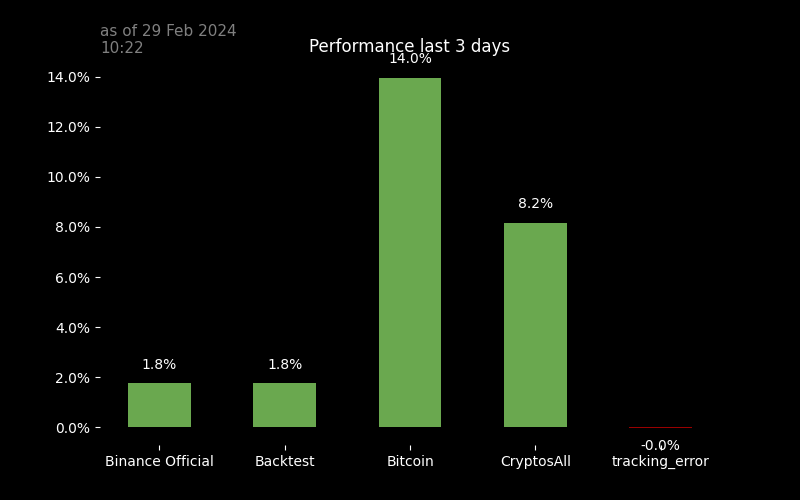 as of 29 Feb 2024
10:22
Performance last 3 days
14.0%
14.0%
12.0%
10.0%
8.2%
8.0%
6.0%
4.0%
1.8%
1.8%
2.0%
0.0%
-0.0%
Binance Official
Backtest
Bitcoin
CryptosAll
tracking_error